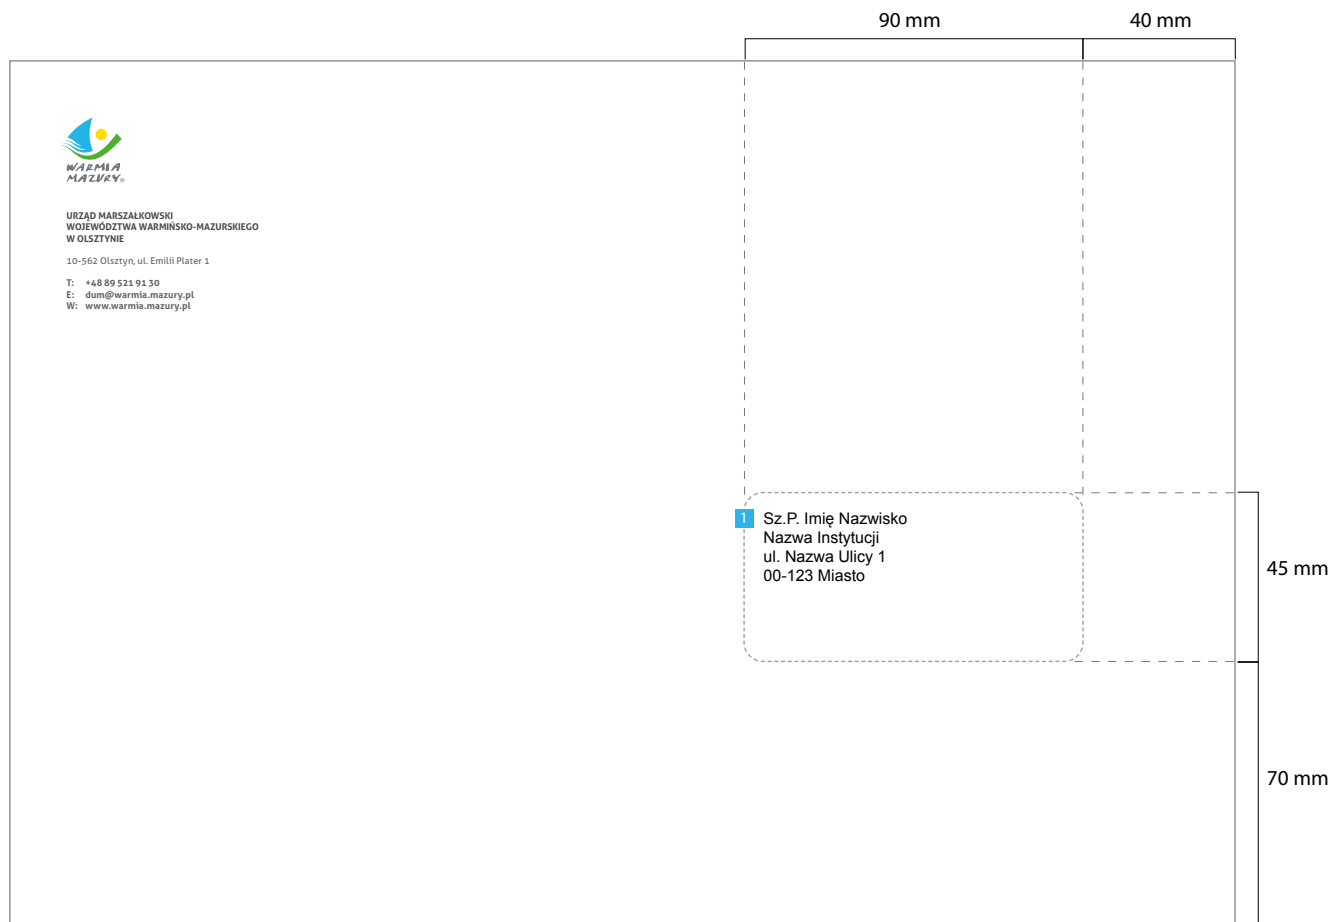 90 mm
40 mm
WARMIA
MAZURY®
URZĄD MARSZAŁKOWSKI
WOJEWÓDZTWA WARMIŃSKO-MAZURSKIEGO
W OLSZTYNIE
10-562 Olsztyn, ul. Emilii Plater 1
T: +48 89 521 91 30
E: dum@warmia.mazury.pl
W: www.warmia.mazury.pl
1
Sz.P. Imię Nazwisko
Nazwa Instytucji
ul. Nazwa Ulicy 1
00-123 Miasto
45 mm
70 mm